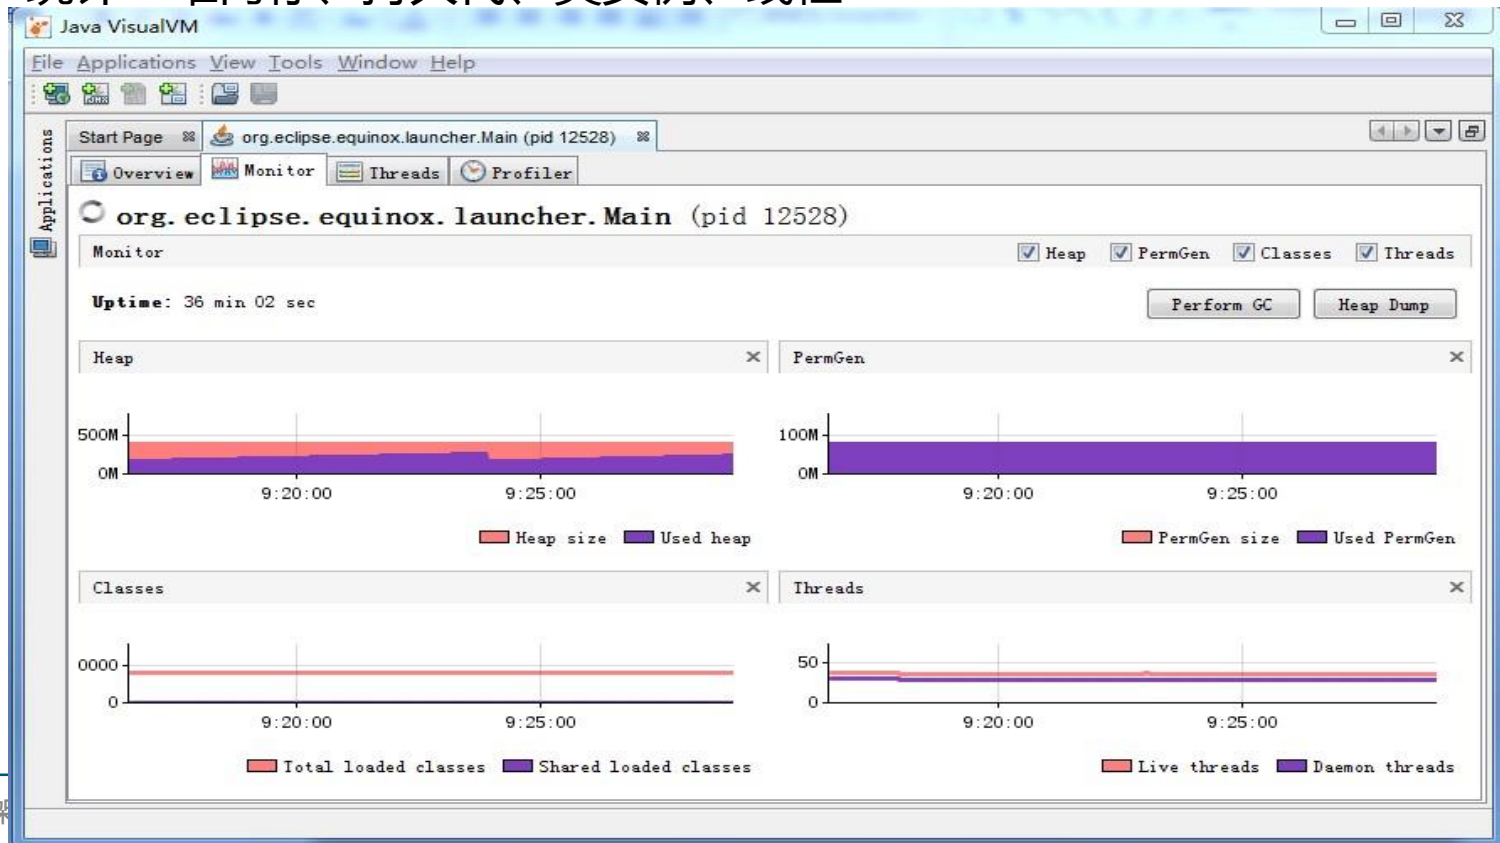 Java VisualVM
File Applications View Tools Window Help
Applications
Start Page org.eclipse.equinox.launcher.Main (pid 12528)
Overview Monitor Threads Profiler
org.eclipse.equinox.launcher.Main (pid 12528)
Monitor Heap PermGen Classes Threads
Uptime: 36 min 02 sec Perform GC Heap Dump
Heap PermGen
500M 100M
0M 0M
9:20:00 9:25:00 9:20:00 9:25:00
Heap size Used heap PermGen size Used PermGen
Classes Threads
0000 50
0 0
9:20:00 9:25:00 9:20:00 9:25:00
Total loaded classes Shared loaded classes Live threads Daemon threads